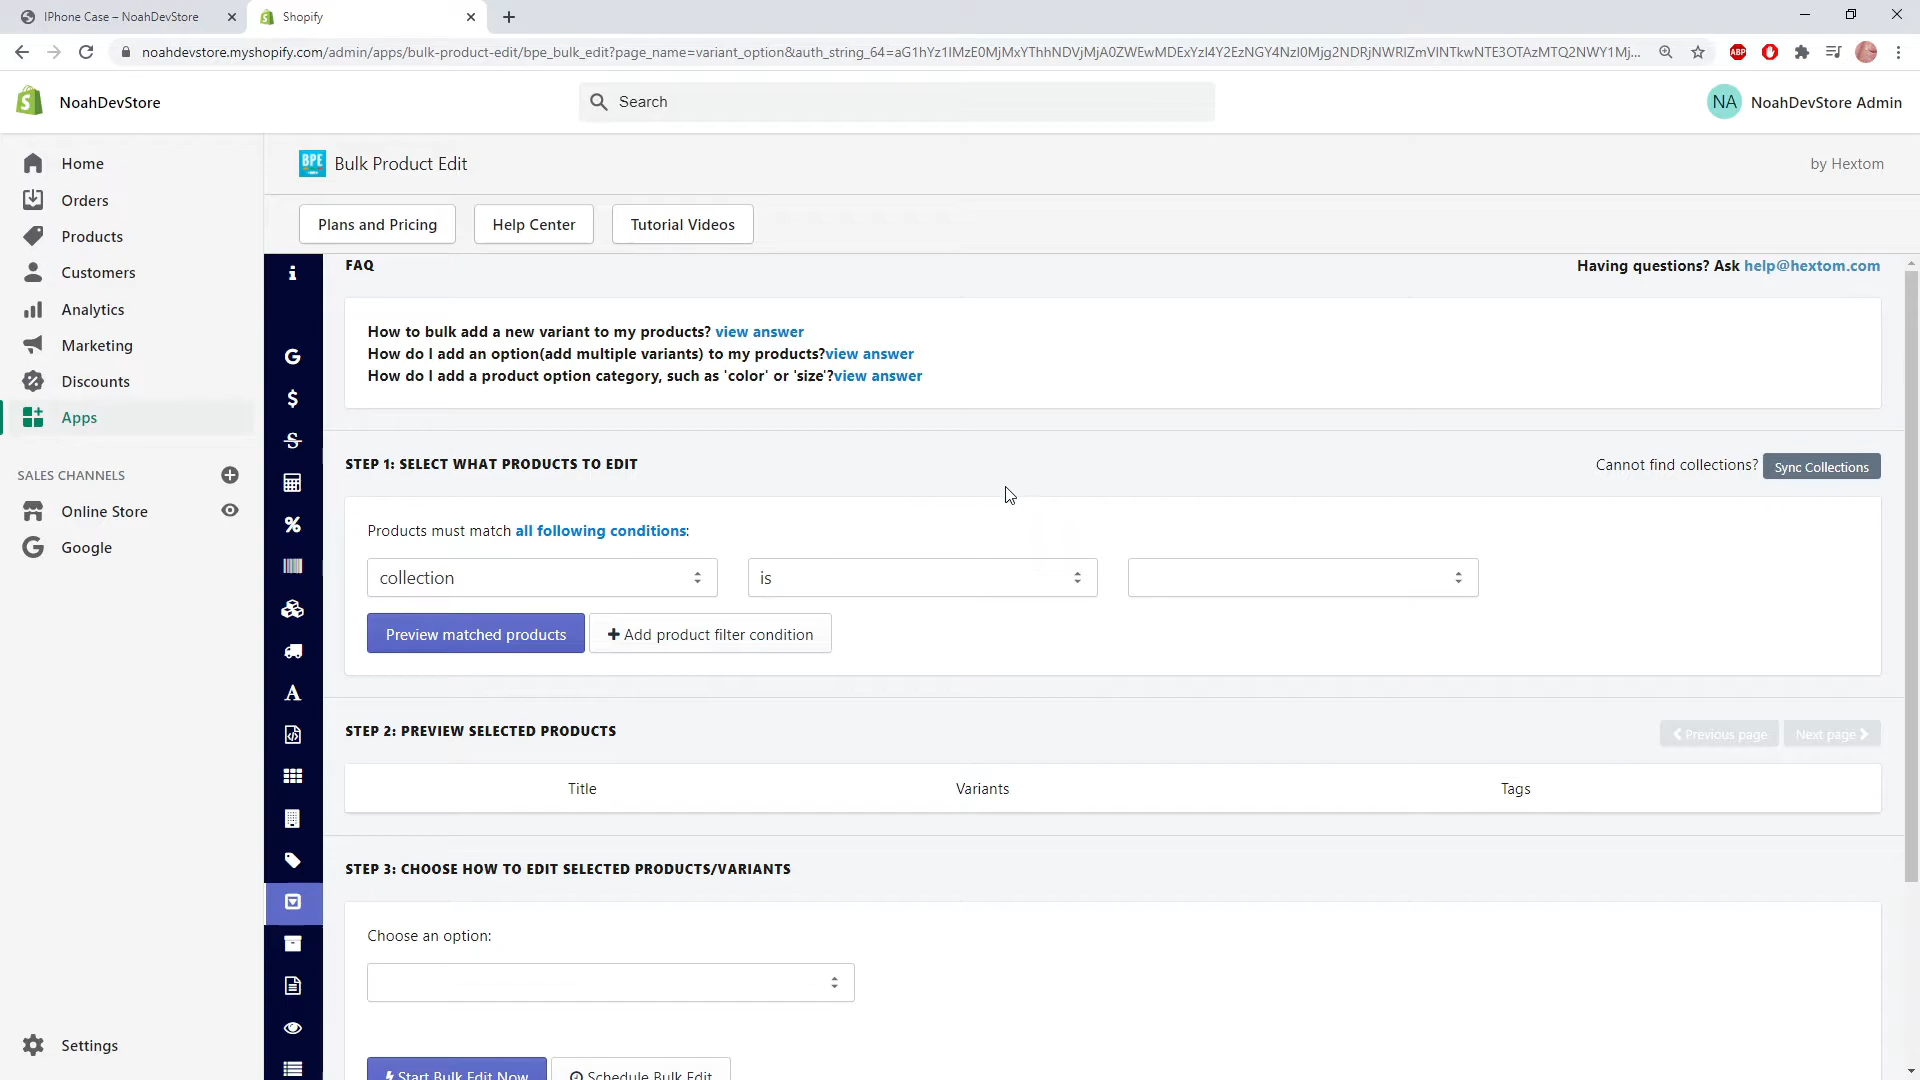 IPhone Case – NoahDevStore
Shopify
noahdevstore.myshopify.com/admin/apps/bulk-product-edit/bpe_bulk_edit?page_name=variant_option&auth_string_64=
ABP
NoahDevStore
Search
NA NoahDevStore Admin
Home
Orders
Products
Customers
Analytics
Marketing
Discounts
Apps
SALES CHANNELS
Online Store
Google
Settings
BPE Bulk Product Edit
by Hextom
Plans and Pricing
Help Center
Tutorial Videos
FAQ
Having questions? Ask help@hextom.com
How to bulk add a new variant to my products? view answer
How do I add an option(add multiple variants) to my products?view answer
How do I add a product option category, such as 'color' or 'size'?view answer
STEP 1: SELECT WHAT PRODUCTS TO EDIT
Cannot find collections? Sync Collections
Products must match all following conditions:
collection
is
Preview matched products
Add product filter condition
STEP 2: PREVIEW SELECTED PRODUCTS
Previous page
Next page
Title
Variants
Tags
STEP 3: CHOOSE HOW TO EDIT SELECTED PRODUCTS/VARIANTS
Choose an option:
Start Bulk Edit Now
Schedule Bulk Edit